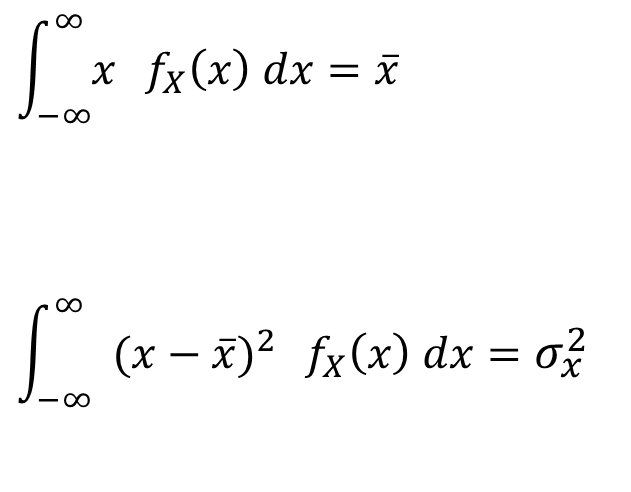 ∫_{−∞}^{∞} x f_X(x) dx = x̄
∫_{−∞}^{∞} (x − x̄)² f_X(x) dx = σ_x²